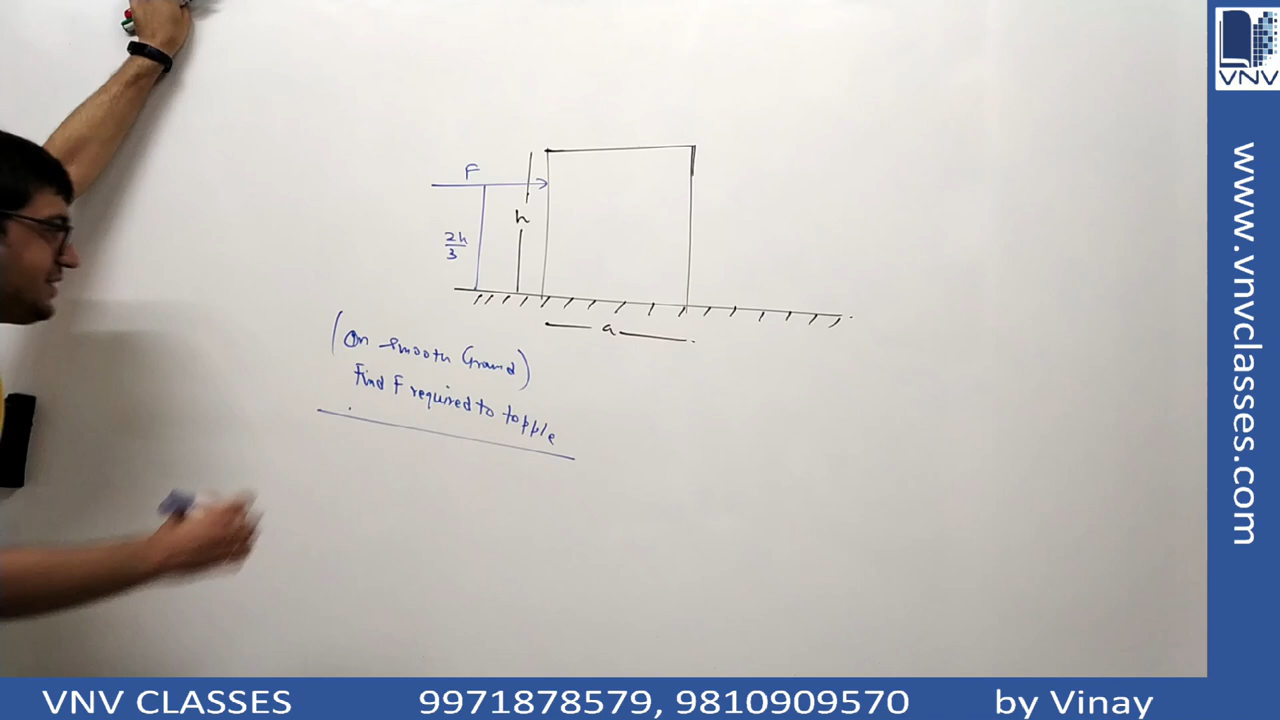 F
h
2h
3
a
(On smooth Ground)
Find F required to topple
VNV
www.vnvclasses.com
VNV CLASSES 9971878579, 9810909570 by Vinay